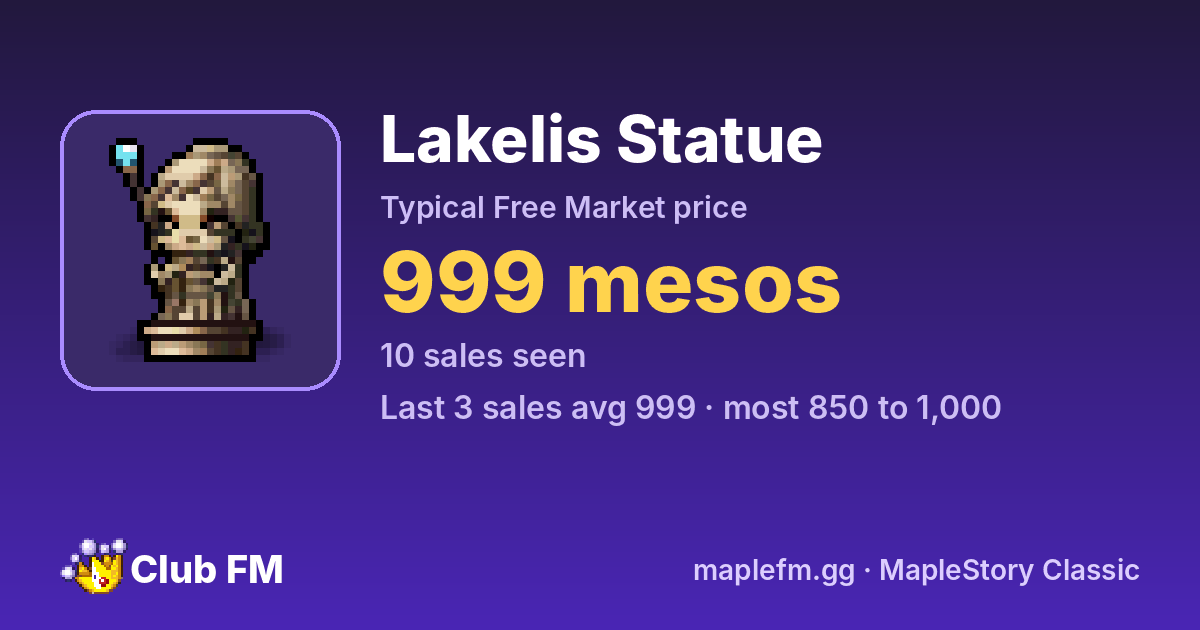 Lakelis Statue
Typical Free Market price
999 mesos
10 sales seen
Last 3 sales avg 999 · most 850 to 1,000
Club FM
maplefm.gg · MapleStory Classic